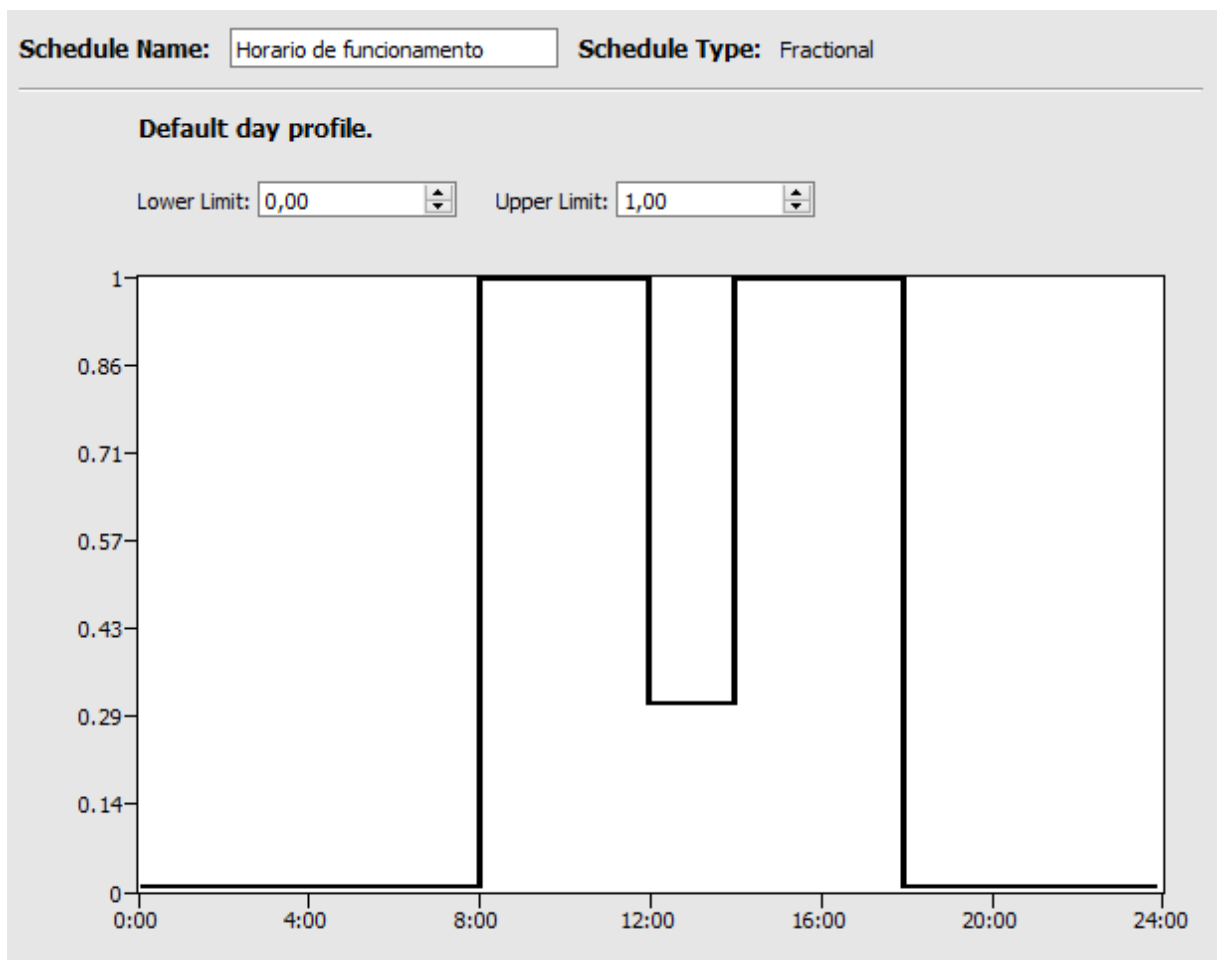 Schedule Name: Horario de funcionamento Schedule Type: Fractional
Default day profile.
Lower Limit: 0,00 Upper Limit: 1,00
1
0.86
0.71
0.57
0.43
0.29
0.14
0
0:00 4:00 8:00 12:00 16:00 20:00 24:00